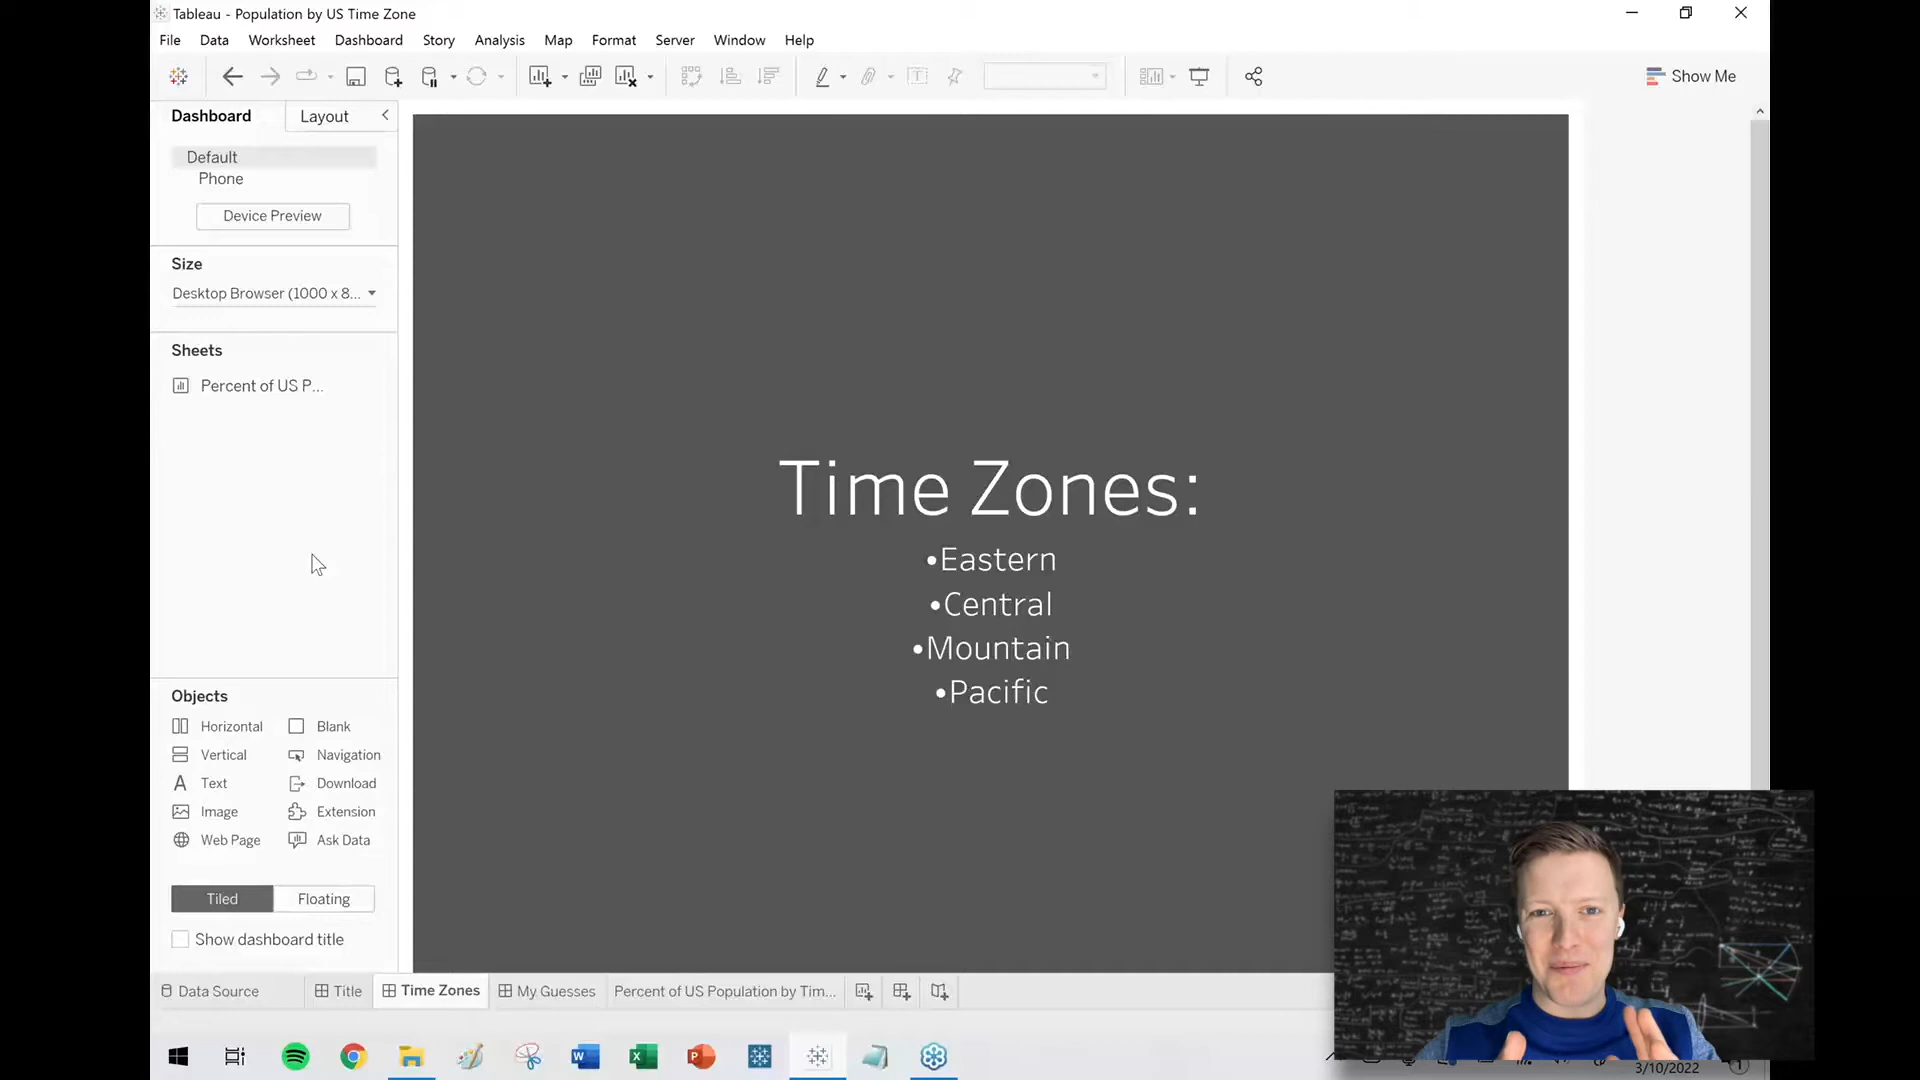 Tableau - Population by US Time Zone
File Data Worksheet Dashboard Story Analysis Map Format Server Window Help
Show Me
Dashboard Layout
Default
Phone
Device Preview
Size
Desktop Browser (1000 x 8...
Sheets
Percent of US P...
Time Zones:
•Eastern
•Central
•Mountain
•Pacific
Objects
Horizontal Blank
Vertical Navigation
Text Download
Image Extension
Web Page Ask Data
Tiled Floating
Show dashboard title
Data Source Title Time Zones My Guesses Percent of US Population by Tim...
3/10/2022